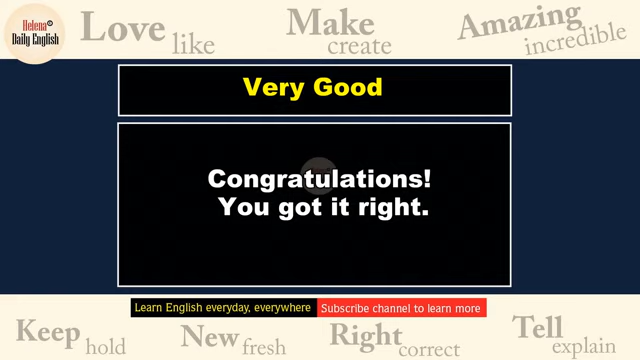 Helena
Daily English
Love like
Make create
Amazing incredible
Very Good
Congratulations!
You got it right.
Learn English everyday, everywhere Subscribe channel to learn more
Keep hold
New fresh
Right correct
Tell explain